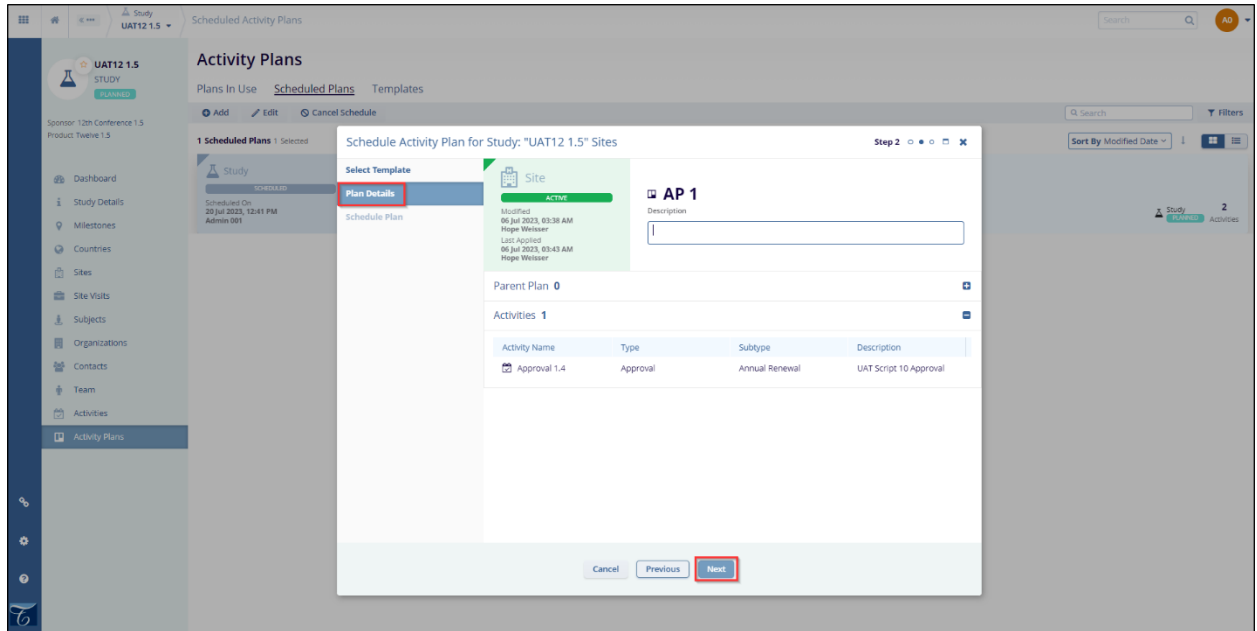 Study
UAT12 1.5
Scheduled Activity Plans
Search
AO
UAT12 1.5
STUDY
PLANNED
Sponsor 12th Conference 1.5
Product Twelve 1.5
Dashboard
Study Details
Milestones
Countries
Sites
Site Visits
Subjects
Organizations
Contacts
Team
Activities
Activity Plans
Activity Plans
Plans In Use Scheduled Plans Templates
Add Edit Cancel Schedule
Search
Filters
1 Scheduled Plans 1 Selected
Sort By Modified Date
Study
SCHEDULED
Scheduled On
20 Jul 2023, 12:41 PM
Admin 001
Study
PLANNED
2
Activities
Schedule Activity Plan for Study: "UAT12 1.5" Sites
Step 2
Select Template
Plan Details
Schedule Plan
Site
ACTIVE
Modified
06 Jul 2023, 03:38 AM
Hope Weisser
Last Applied
06 Jul 2023, 03:43 AM
Hope Weisser
AP 1
Description
Parent Plan 0
Activities 1
Activity Name Type Subtype Description
Approval 1.4 Approval Annual Renewal UAT Script 10 Approval
Cancel Previous Next